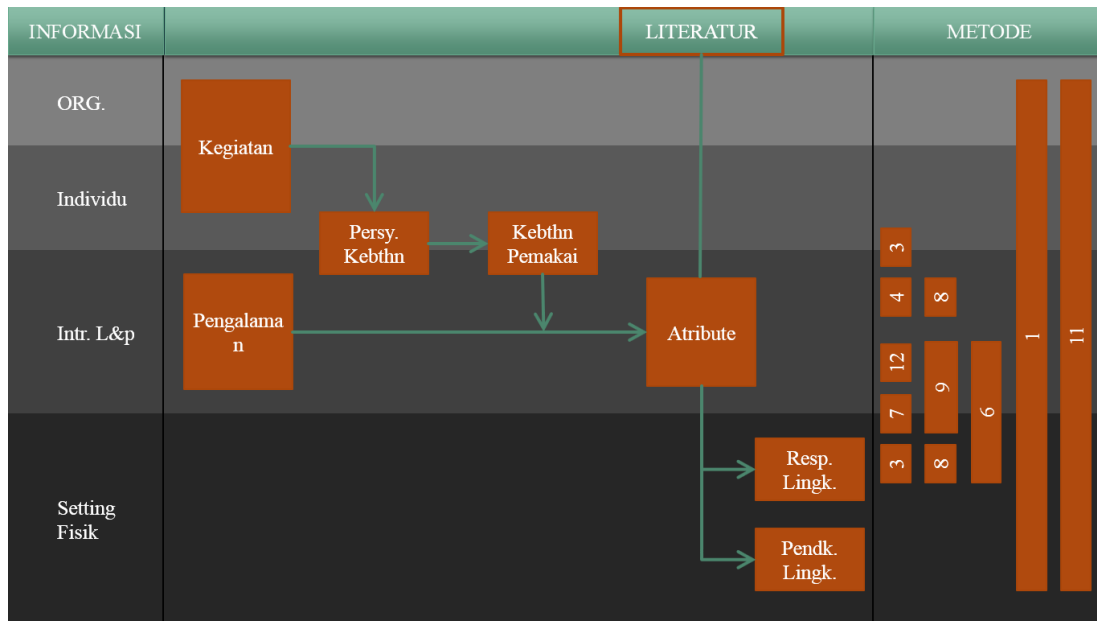 INFORMASI
LITERATUR
METODE
ORG.
Kegiatan
Individu
Persy.
Kebthn
Kebthn
Pemakai
3
Intr. L&p
Pengalama
n
Atribute
4
8
12
9
7
6
1
11
Setting
Fisik
Resp.
Lingk.
3
8
Pendk.
Lingk.